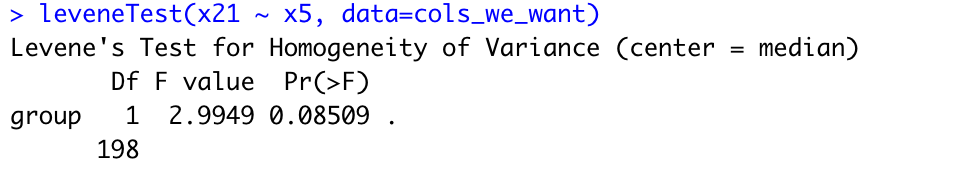 > leveneTest(x21 ~ x5, data=cols_we_want)
Levene's Test for Homogeneity of Variance (center = median)
       Df F value  Pr(>F)
group   1  2.9949 0.08509 .
      198